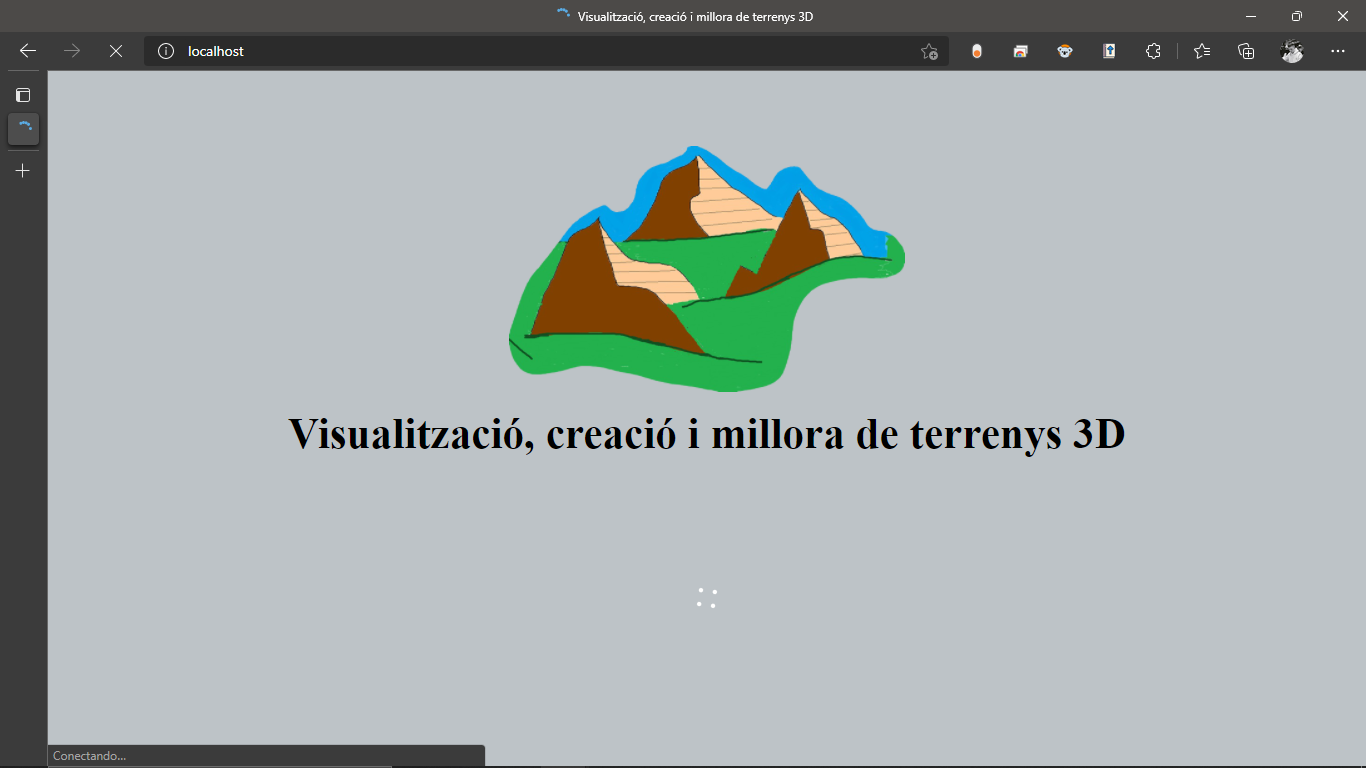 Visualització, creació i millora de terrenys 3D
localhost
Visualització, creació i millora de terrenys 3D
Conectando...